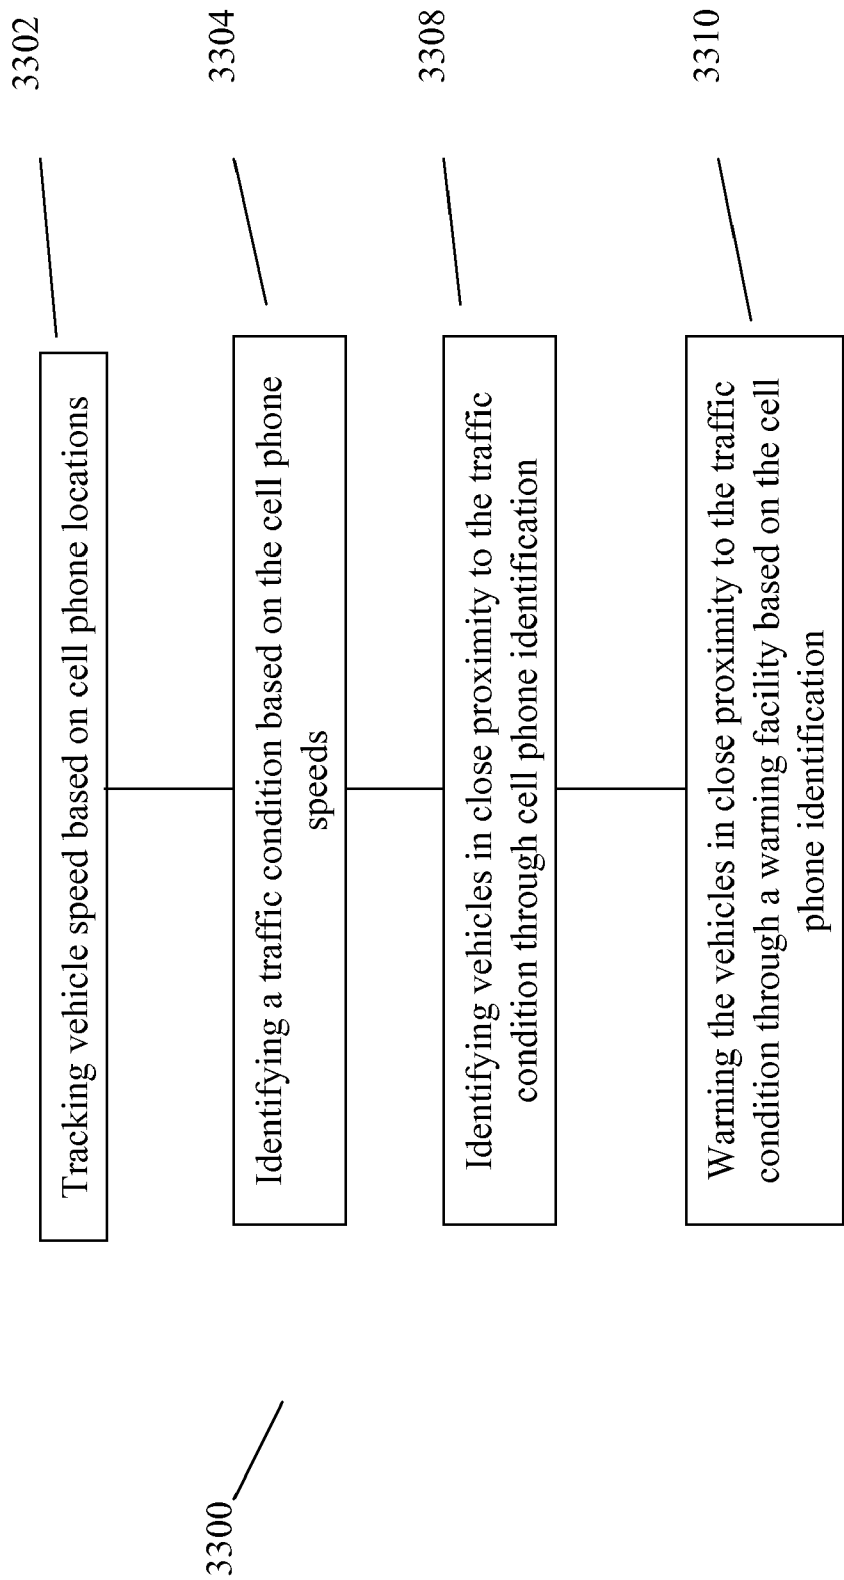 3302
Tracking vehicle speed based on cell phone locations
3304
Identifying a traffic condition based on the cell phone
speeds
3308
Identifying vehicles in close proximity to the traffic
condition through cell phone identification
3310
Warning the vehicles in close proximity to the traffic
condition through a warning facility based on the cell
phone identification
3300